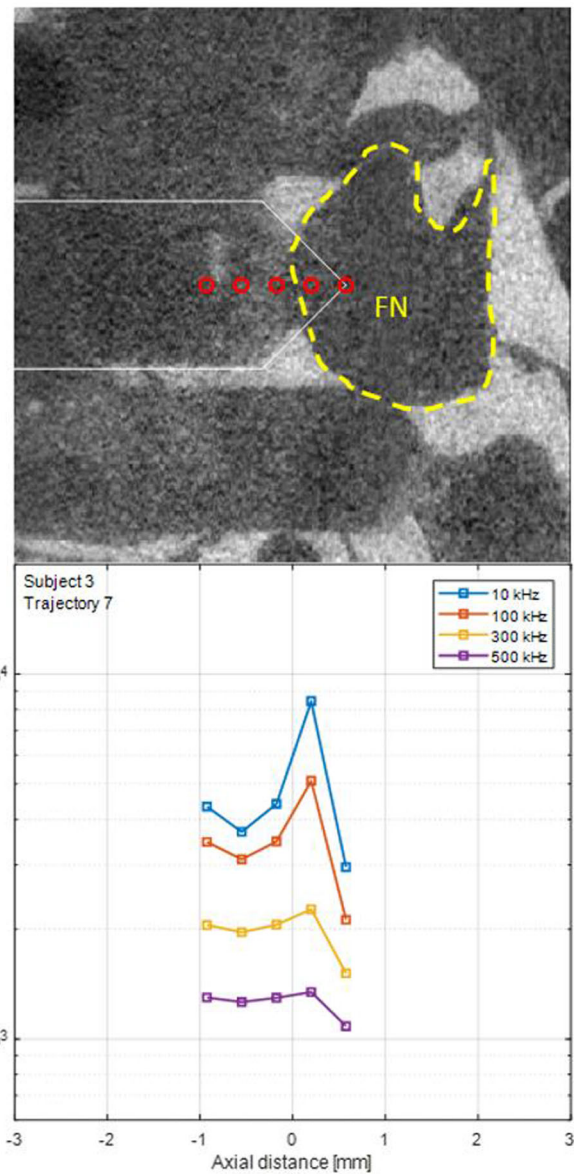 FN
Subject 3
Trajectory 7
10 kHz
100 kHz
300 kHz
500 kHz
4
3
-3 -2 -1 0 1 2 3
Axial distance [mm]